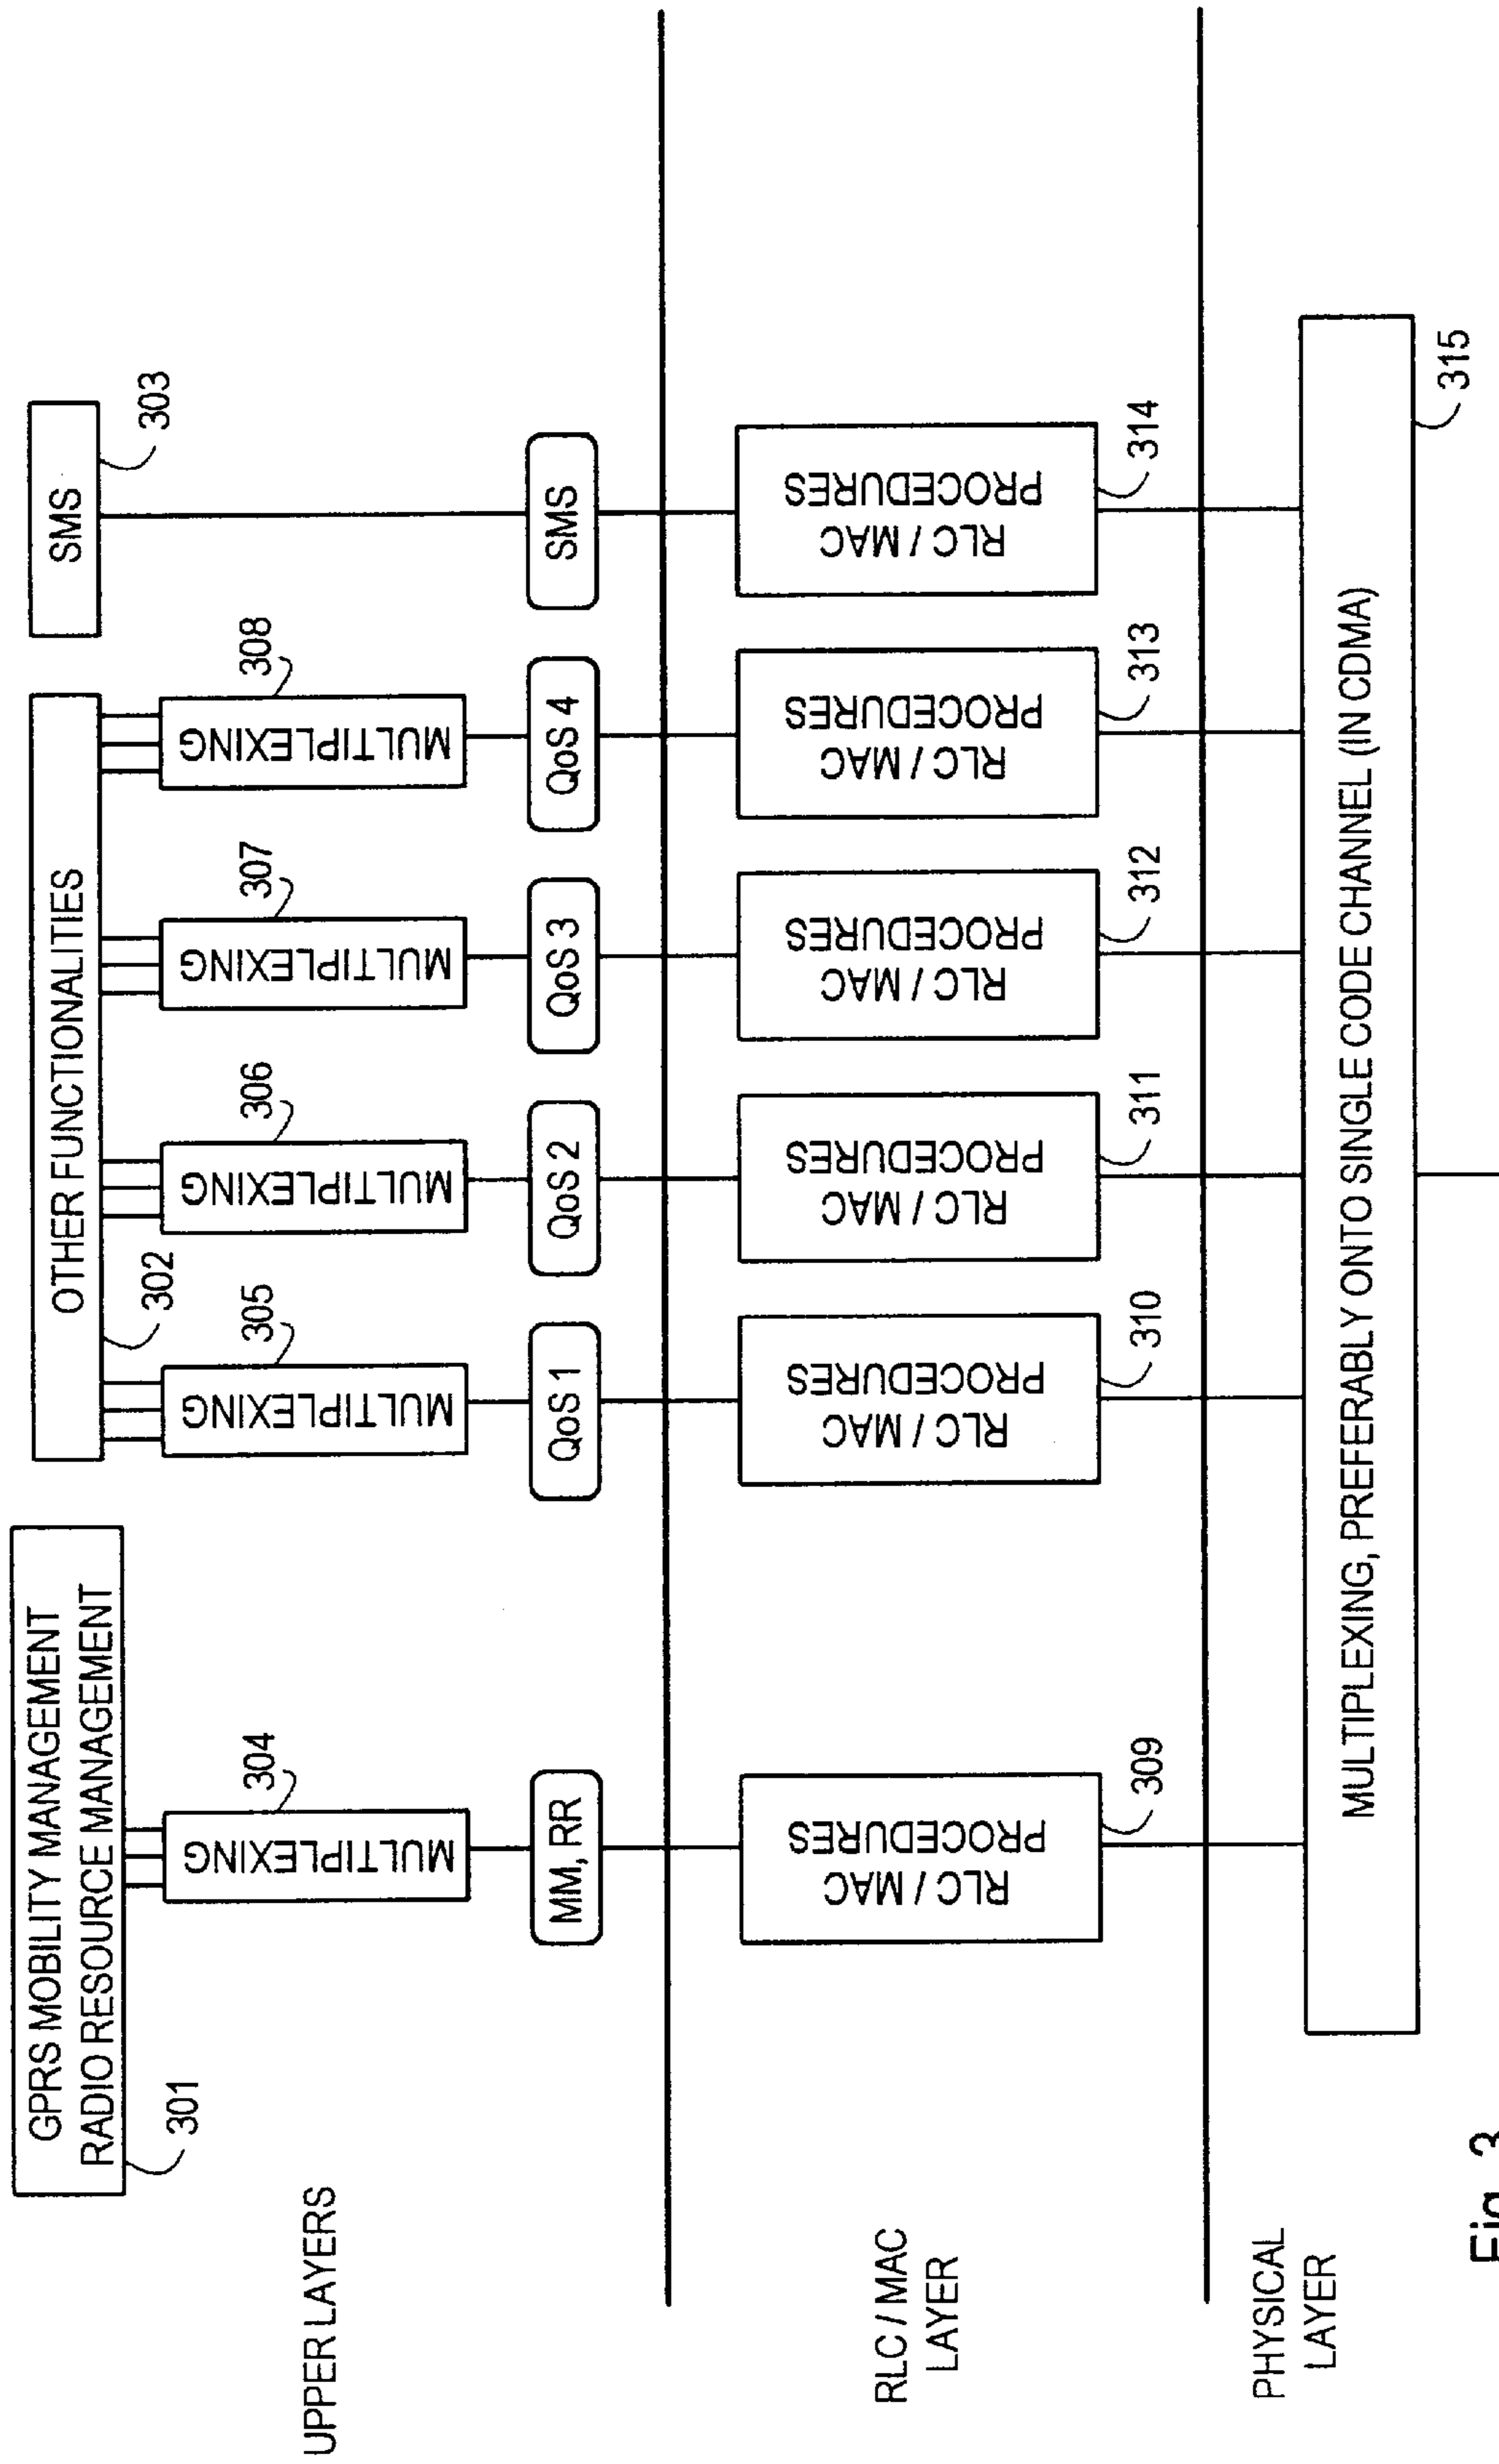 GPRS MOBILITY MANAGEMENT
RADIO RESOURCE MANAGEMENT
301
OTHER FUNCTIONALITIES
302
SMS
303
UPPER LAYERS
MULTIPLEXING
304
MULTIPLEXING
305
MULTIPLEXING
306
MULTIPLEXING
307
MULTIPLEXING
308
MM, RR
QoS 1
QoS 2
QoS 3
QoS 4
SMS
RLC / MAC
LAYER
RLC / MAC
PROCEDURES
309
RLC / MAC
PROCEDURES
310
RLC / MAC
PROCEDURES
311
RLC / MAC
PROCEDURES
312
RLC / MAC
PROCEDURES
313
RLC / MAC
PROCEDURES
314
PHYSICAL
LAYER
MULTIPLEXING, PREFERABLY ONTO SINGLE CODE CHANNEL (IN CDMA)
315
Fig. 3